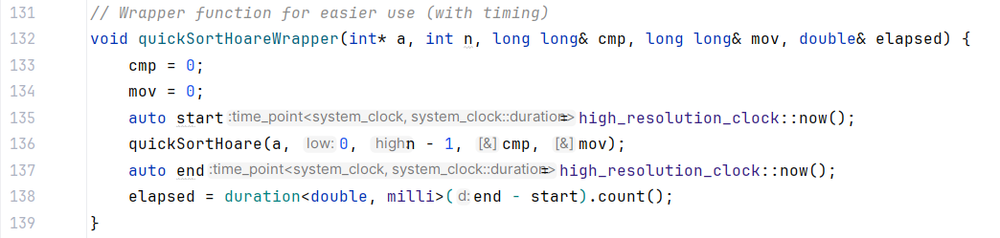 131 // Wrapper function for easier use (with timing)
132 void quickSortHoareWrapper(int* a, int n, long long& cmp, long long& mov, double& elapsed) {
133 cmp = 0;
134 mov = 0;
135 auto start :time_point<system_clock, system_clock::duration> = high_resolution_clock::now();
136 quickSortHoare(a, low: 0, high: n - 1, [&] cmp, [&] mov);
137 auto end :time_point<system_clock, system_clock::duration> = high_resolution_clock::now();
138 elapsed = duration<double, milli>( d: end - start).count();
139 }